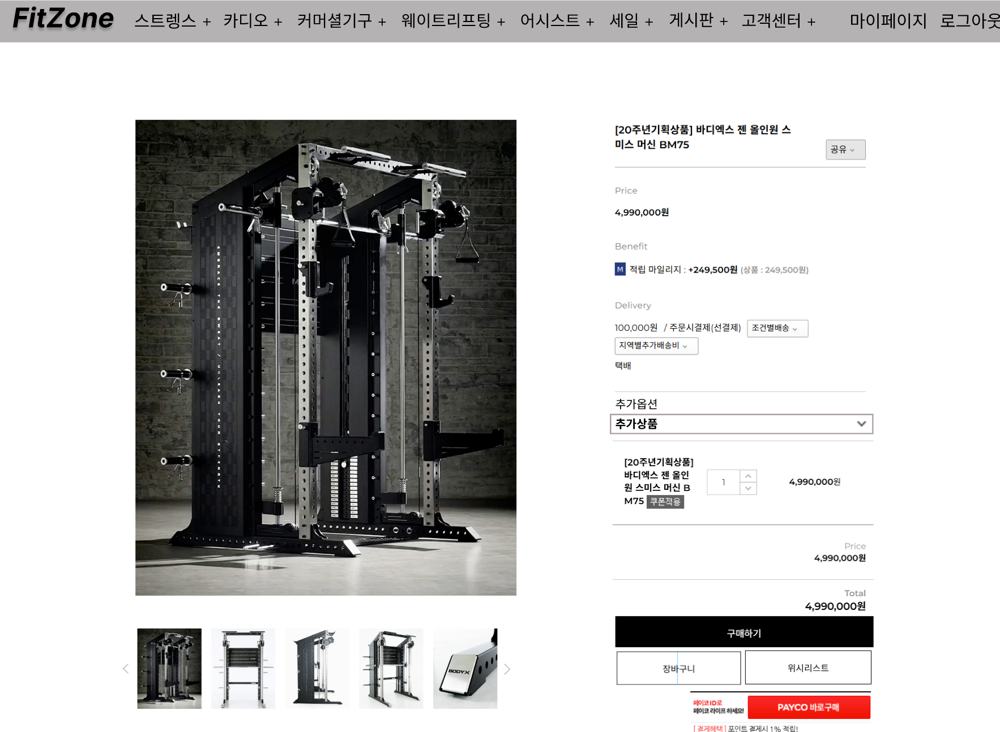 FitZone 스트렝스 + 카디오 + 커머셜기구 + 웨이트리프팅 + 어시스트 + 세일 + 게시판 + 고객센터 + 마이페이지 로그아웃
[20주년기획상품] 바디엑스 젠 올인원 스
미스 머신 BM75
공유
Price
4,990,000원
Benefit
M 적립 마일리지 : +249,500원 (상품 : 249,500원)
Delivery
100,000원 / 주문시결제(선결제) 조건별배송
지역별추가배송비
택배
추가옵션
추가상품
[20주년기획상품]
바디엑스 젠 올인
원 스미스 머신 B
M75 쿠폰적용
1
4,990,000원
Price
4,990,000원
Total
4,990,000원
구매하기
장바구니 위시리스트
페이코 ID로
페이코 라이프 하세요!
PAYCO 바로구매
[ 결제혜택 ] 포인트 결제시 1% 적립!
EMBRACE THE SWEAT / UNLEASH YOUR STRENGTH
BODYX